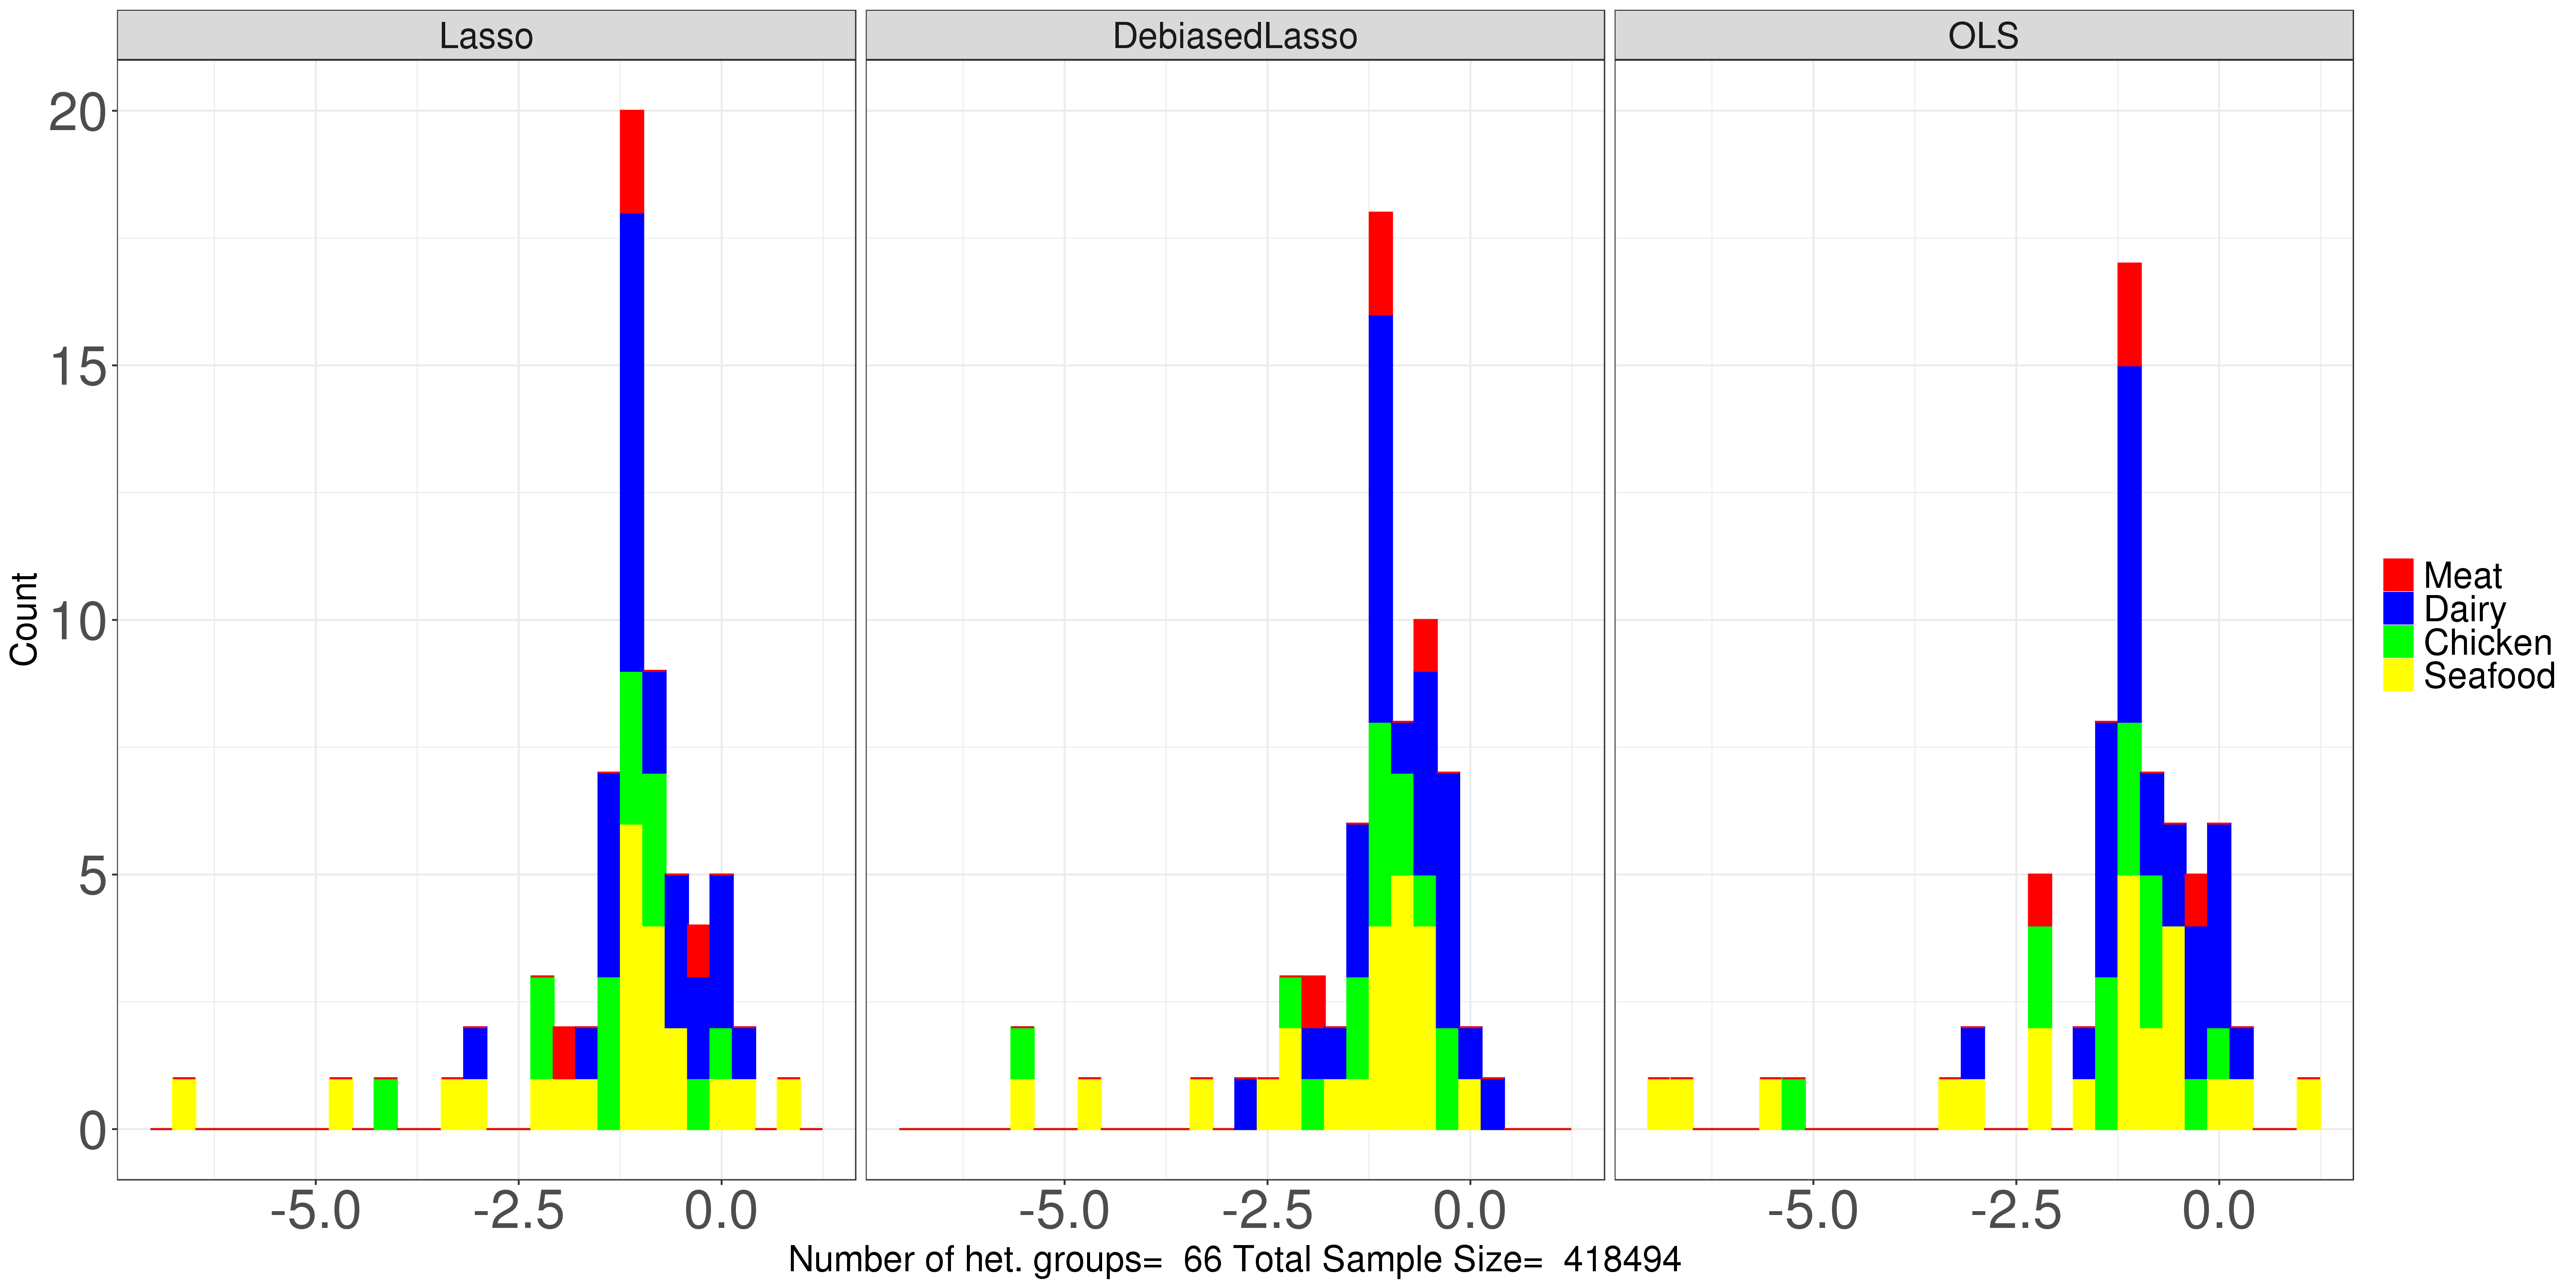 Lasso
DebiasedLasso
OLS
20
15
10
5
0
Count
-5.0
-2.5
0.0
-5.0
-2.5
0.0
-5.0
-2.5
0.0
Number of het. groups=  66 Total Sample Size=  418494
Meat
Dairy
Chicken
Seafood